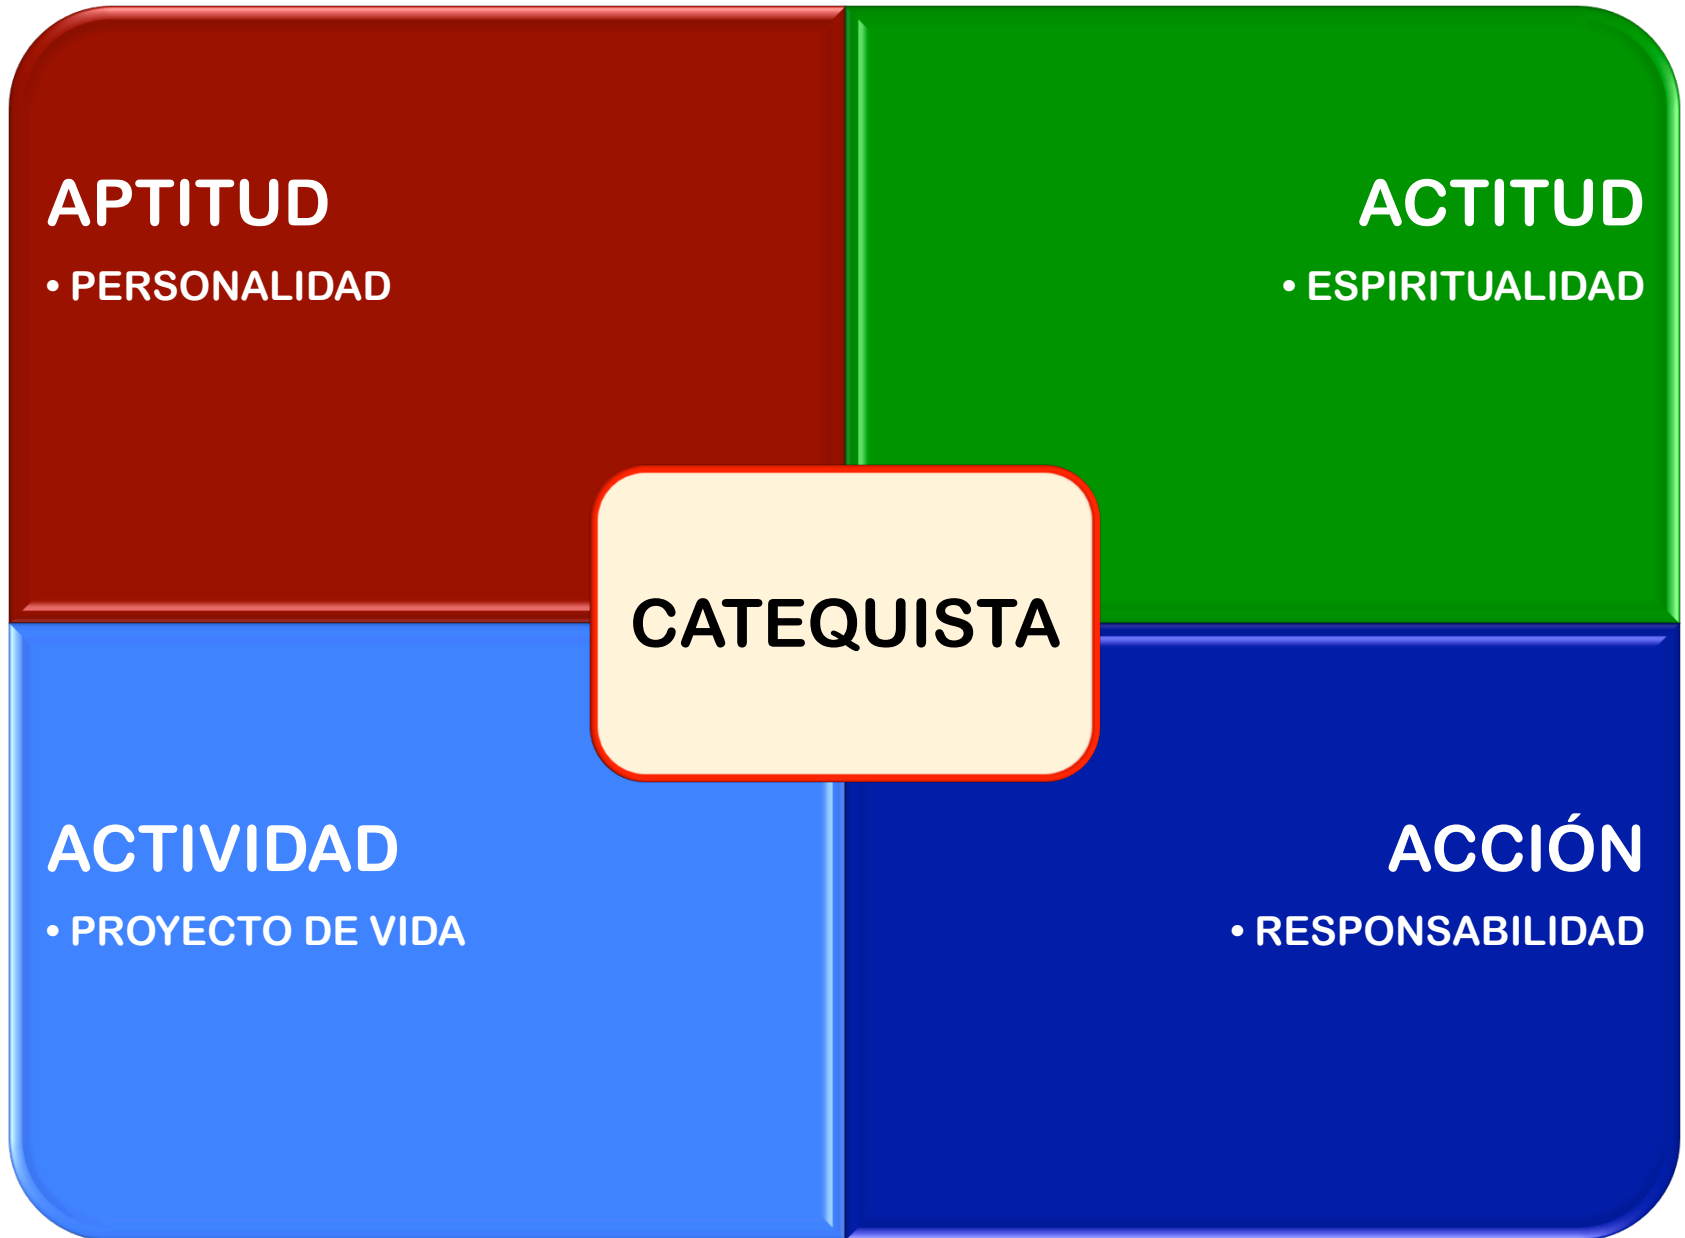 APTITUD
• PERSONALIDAD
ACTITUD
• ESPIRITUALIDAD
CATEQUISTA
ACTIVIDAD
• PROYECTO DE VIDA
ACCIÓN
• RESPONSABILIDAD